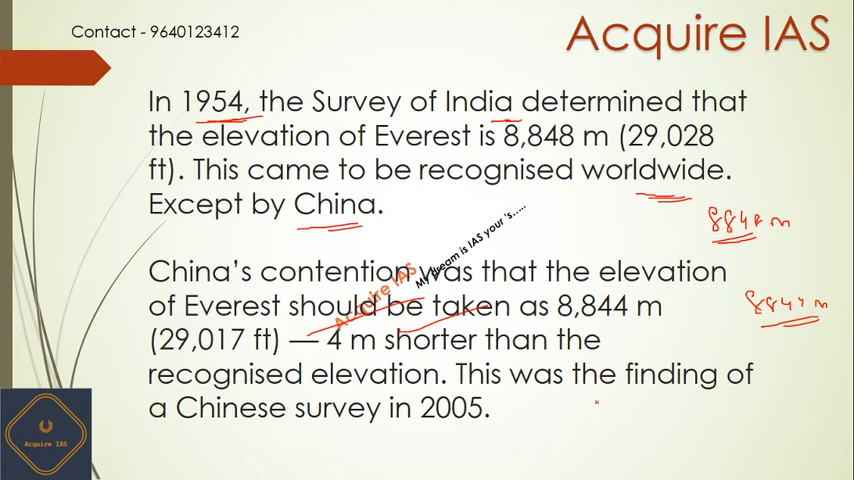 Contact - 9640123412
Acquire IAS
In 1954, the Survey of India determined that
the elevation of Everest is 8,848 m (29,028
ft). This came to be recognised worldwide.
Except by China.
8848 m
My dream is IAS your 's.....
Acquire IAS
China's contention was that the elevation
of Everest should be taken as 8,844 m
8844 m
(29,017 ft) — 4 m shorter than the
recognised elevation. This was the finding of
a Chinese survey in 2005.
Acquire IAS